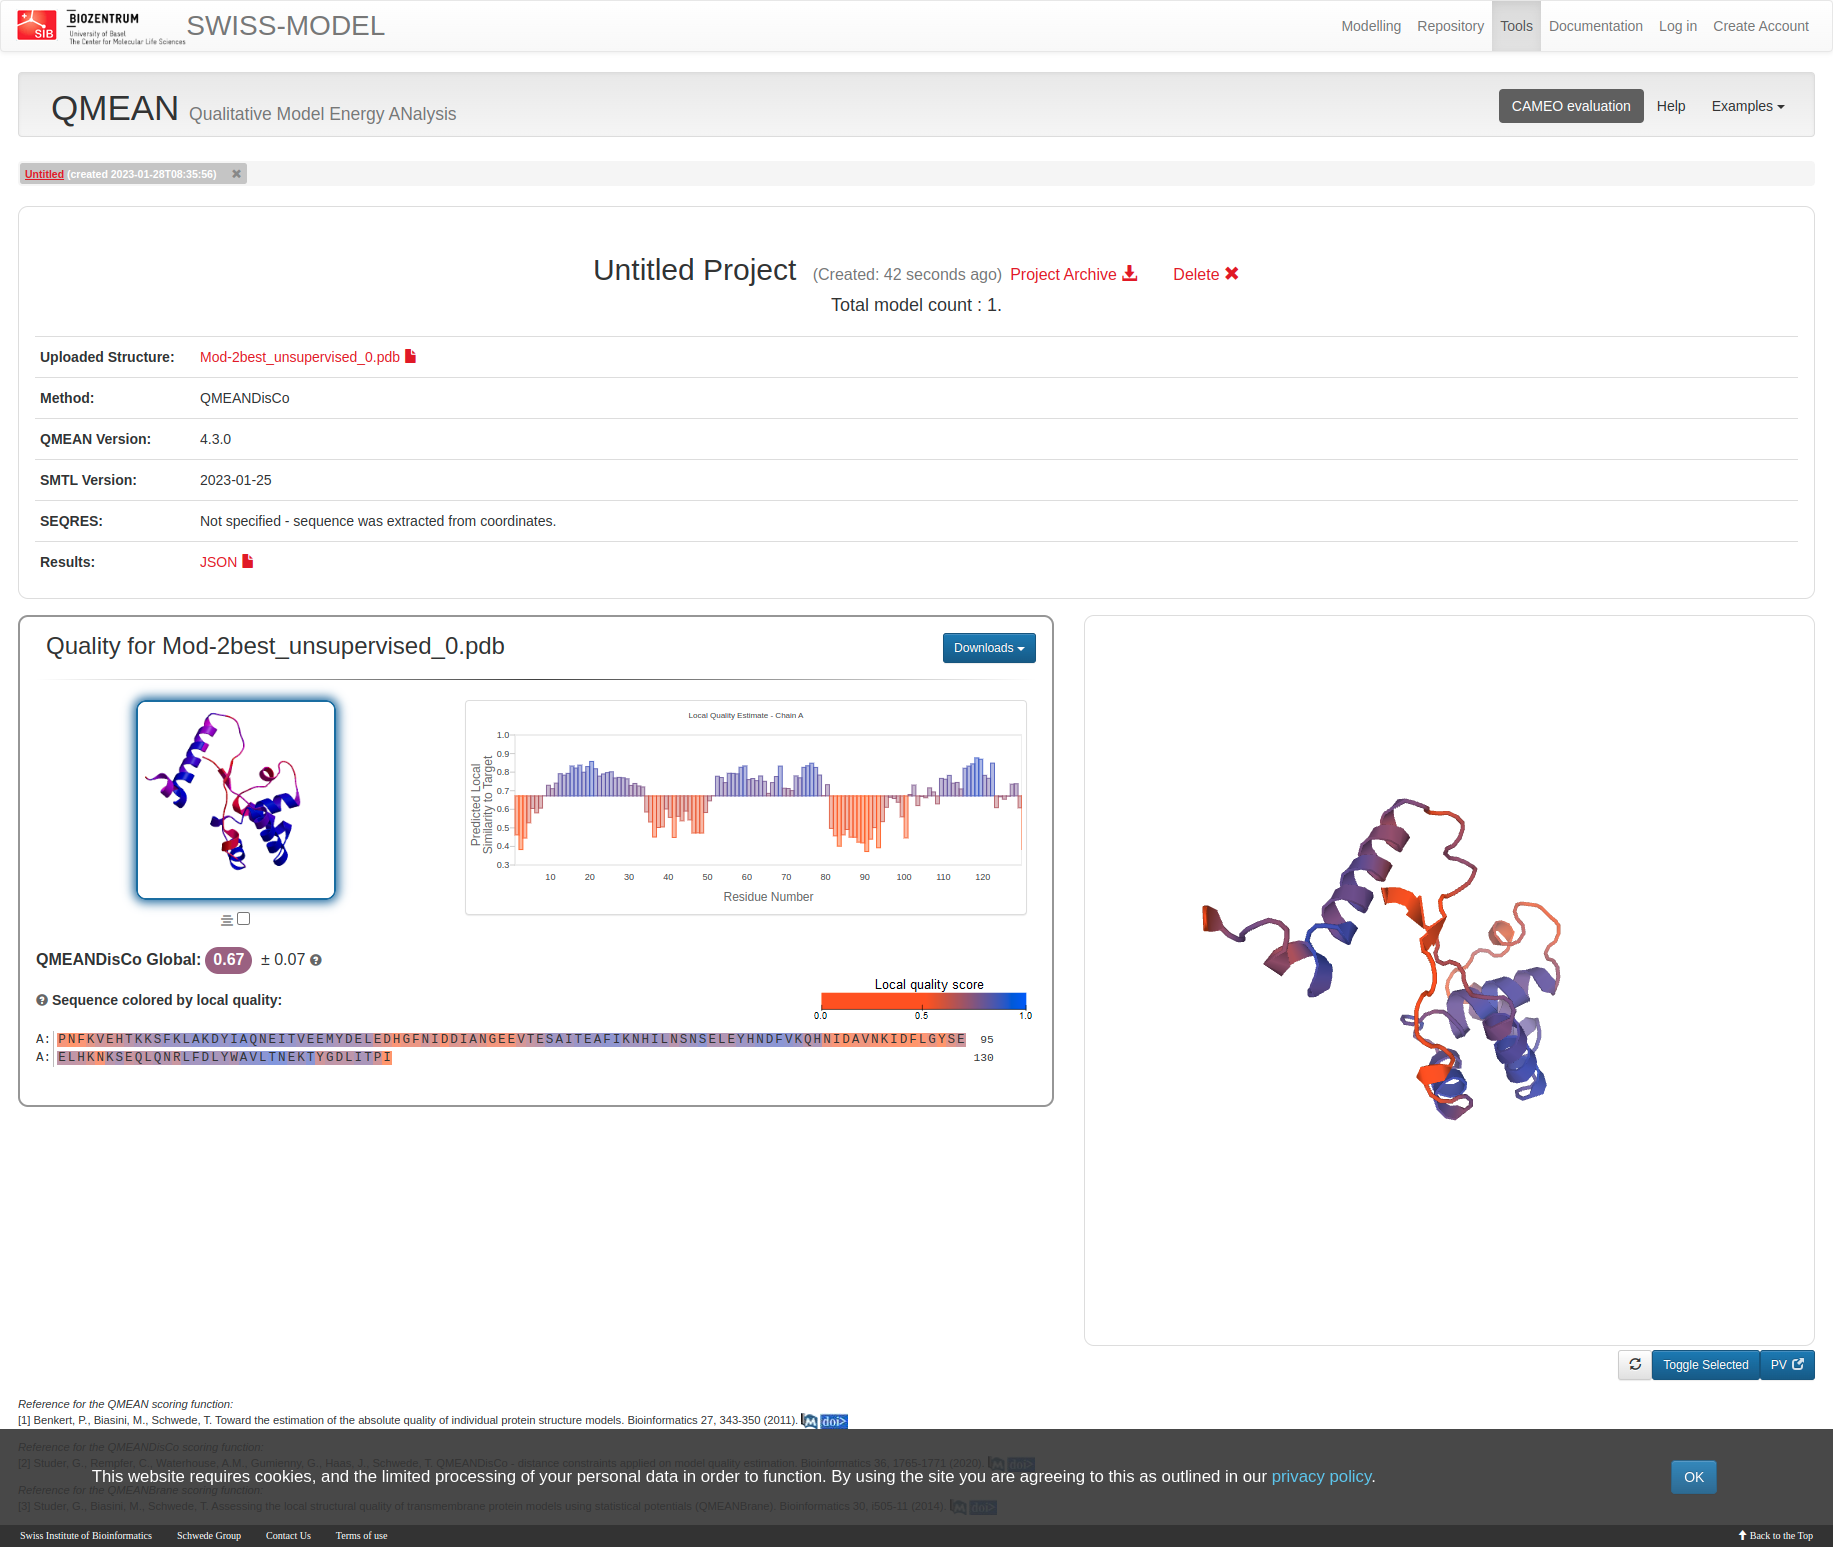 SIB
BIOZENTRUM
University of Basel
The Center for Molecular Life Sciences
SWISS-MODEL
Modelling Repository Tools Documentation Log in Create Account
QMEAN Qualitative Model Energy ANalysis
CAMEO evaluation Help Examples
Untitled (created 2023-01-28T08:35:56) ✖
Untitled Project (Created: 42 seconds ago) Project Archive Delete ✖
Total model count : 1.
Uploaded Structure: Mod-2best_unsupervised_0.pdb
Method: QMEANDisCo
QMEAN Version: 4.3.0
SMTL Version: 2023-01-25
SEQRES: Not specified - sequence was extracted from coordinates.
Results: JSON
Quality for Mod-2best_unsupervised_0.pdb
Downloads
Local Quality Estimate - Chain A
Predicted Local
Similarity to Target
1.0
0.9
0.8
0.7
0.6
0.5
0.4
0.3
10 20 30 40 50 60 70 80 90 100 110 120
Residue Number
QMEANDisCo Global: 0.67 ± 0.07
Sequence colored by local quality:
Local quality score
0.0 0.5 1.0
A: PNFKVEHTKKSFKLAKDYIAQNEITVEEMYDELEDHGFNIDDIANGEEVTESAITEAFIKNHILNSNSELEYHNDFVKQHNIDAVNKIDFLGYSE 95
A: ELHKNKSEQLQNRLFDLYWAVLTNEKTYGDLITPI 130
Toggle Selected PV
Reference for the QMEAN scoring function:
[1] Benkert, P., Biasini, M., Schwede, T. Toward the estimation of the absolute quality of individual protein structure models. Bioinformatics 27, 343-350 (2011). doi>
Reference for the QMEANDisCo scoring function:
[2] Studer, G., Rempfer, C., Waterhouse, A.M., Gumienny, G., Haas, J., Schwede, T. QMEANDisCo - distance constraints applied on model quality estimation. Bioinformatics 36, 1765-1771 (2020). doi>
This website requires cookies, and the limited processing of your personal data in order to function. By using the site you are agreeing to this as outlined in our privacy policy.
OK
Reference for the QMEANBrane scoring function:
[3] Studer, G., Biasini, M., Schwede, T. Assessing the local structural quality of transmembrane protein models using statistical potentials (QMEANBrane). Bioinformatics 30, i505-11 (2014). doi>
Swiss Institute of Bioinformatics Schwede Group Contact Us Terms of use
Back to the Top